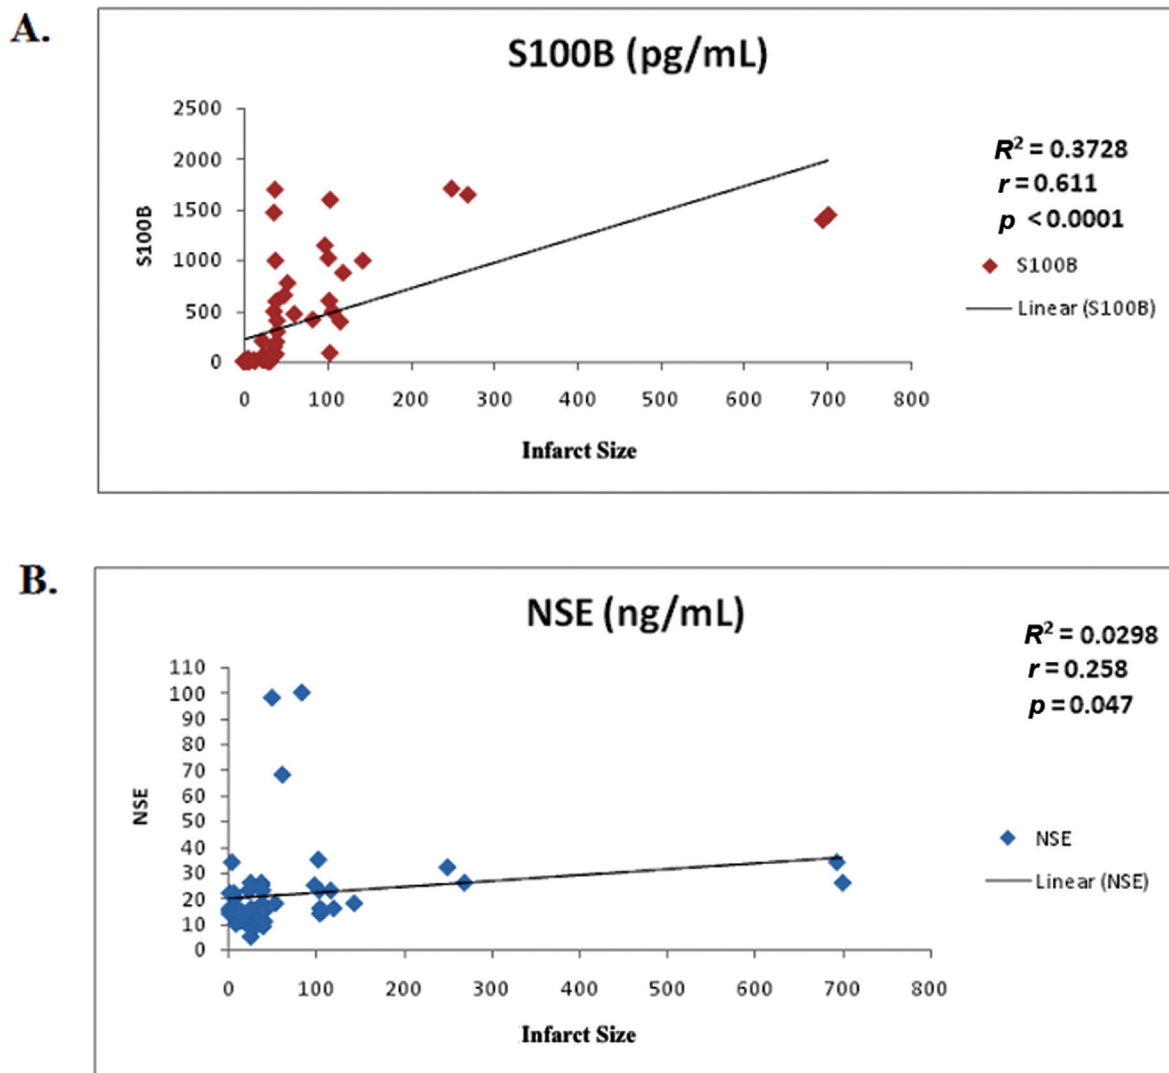 A.
S100B (pg/mL)
2500
2000
1500
1000
500
0
S100B
0 100 200 300 400 500 600 700 800
Infarct Size
R² = 0.3728
r = 0.611
p < 0.0001
S100B
Linear (S100B)
B.
NSE (ng/mL)
110
100
90
80
70
60
50
40
30
20
10
0
NSE
0 100 200 300 400 500 600 700 800
Infarct Size
R² = 0.0298
r = 0.258
p = 0.047
NSE
Linear (NSE)